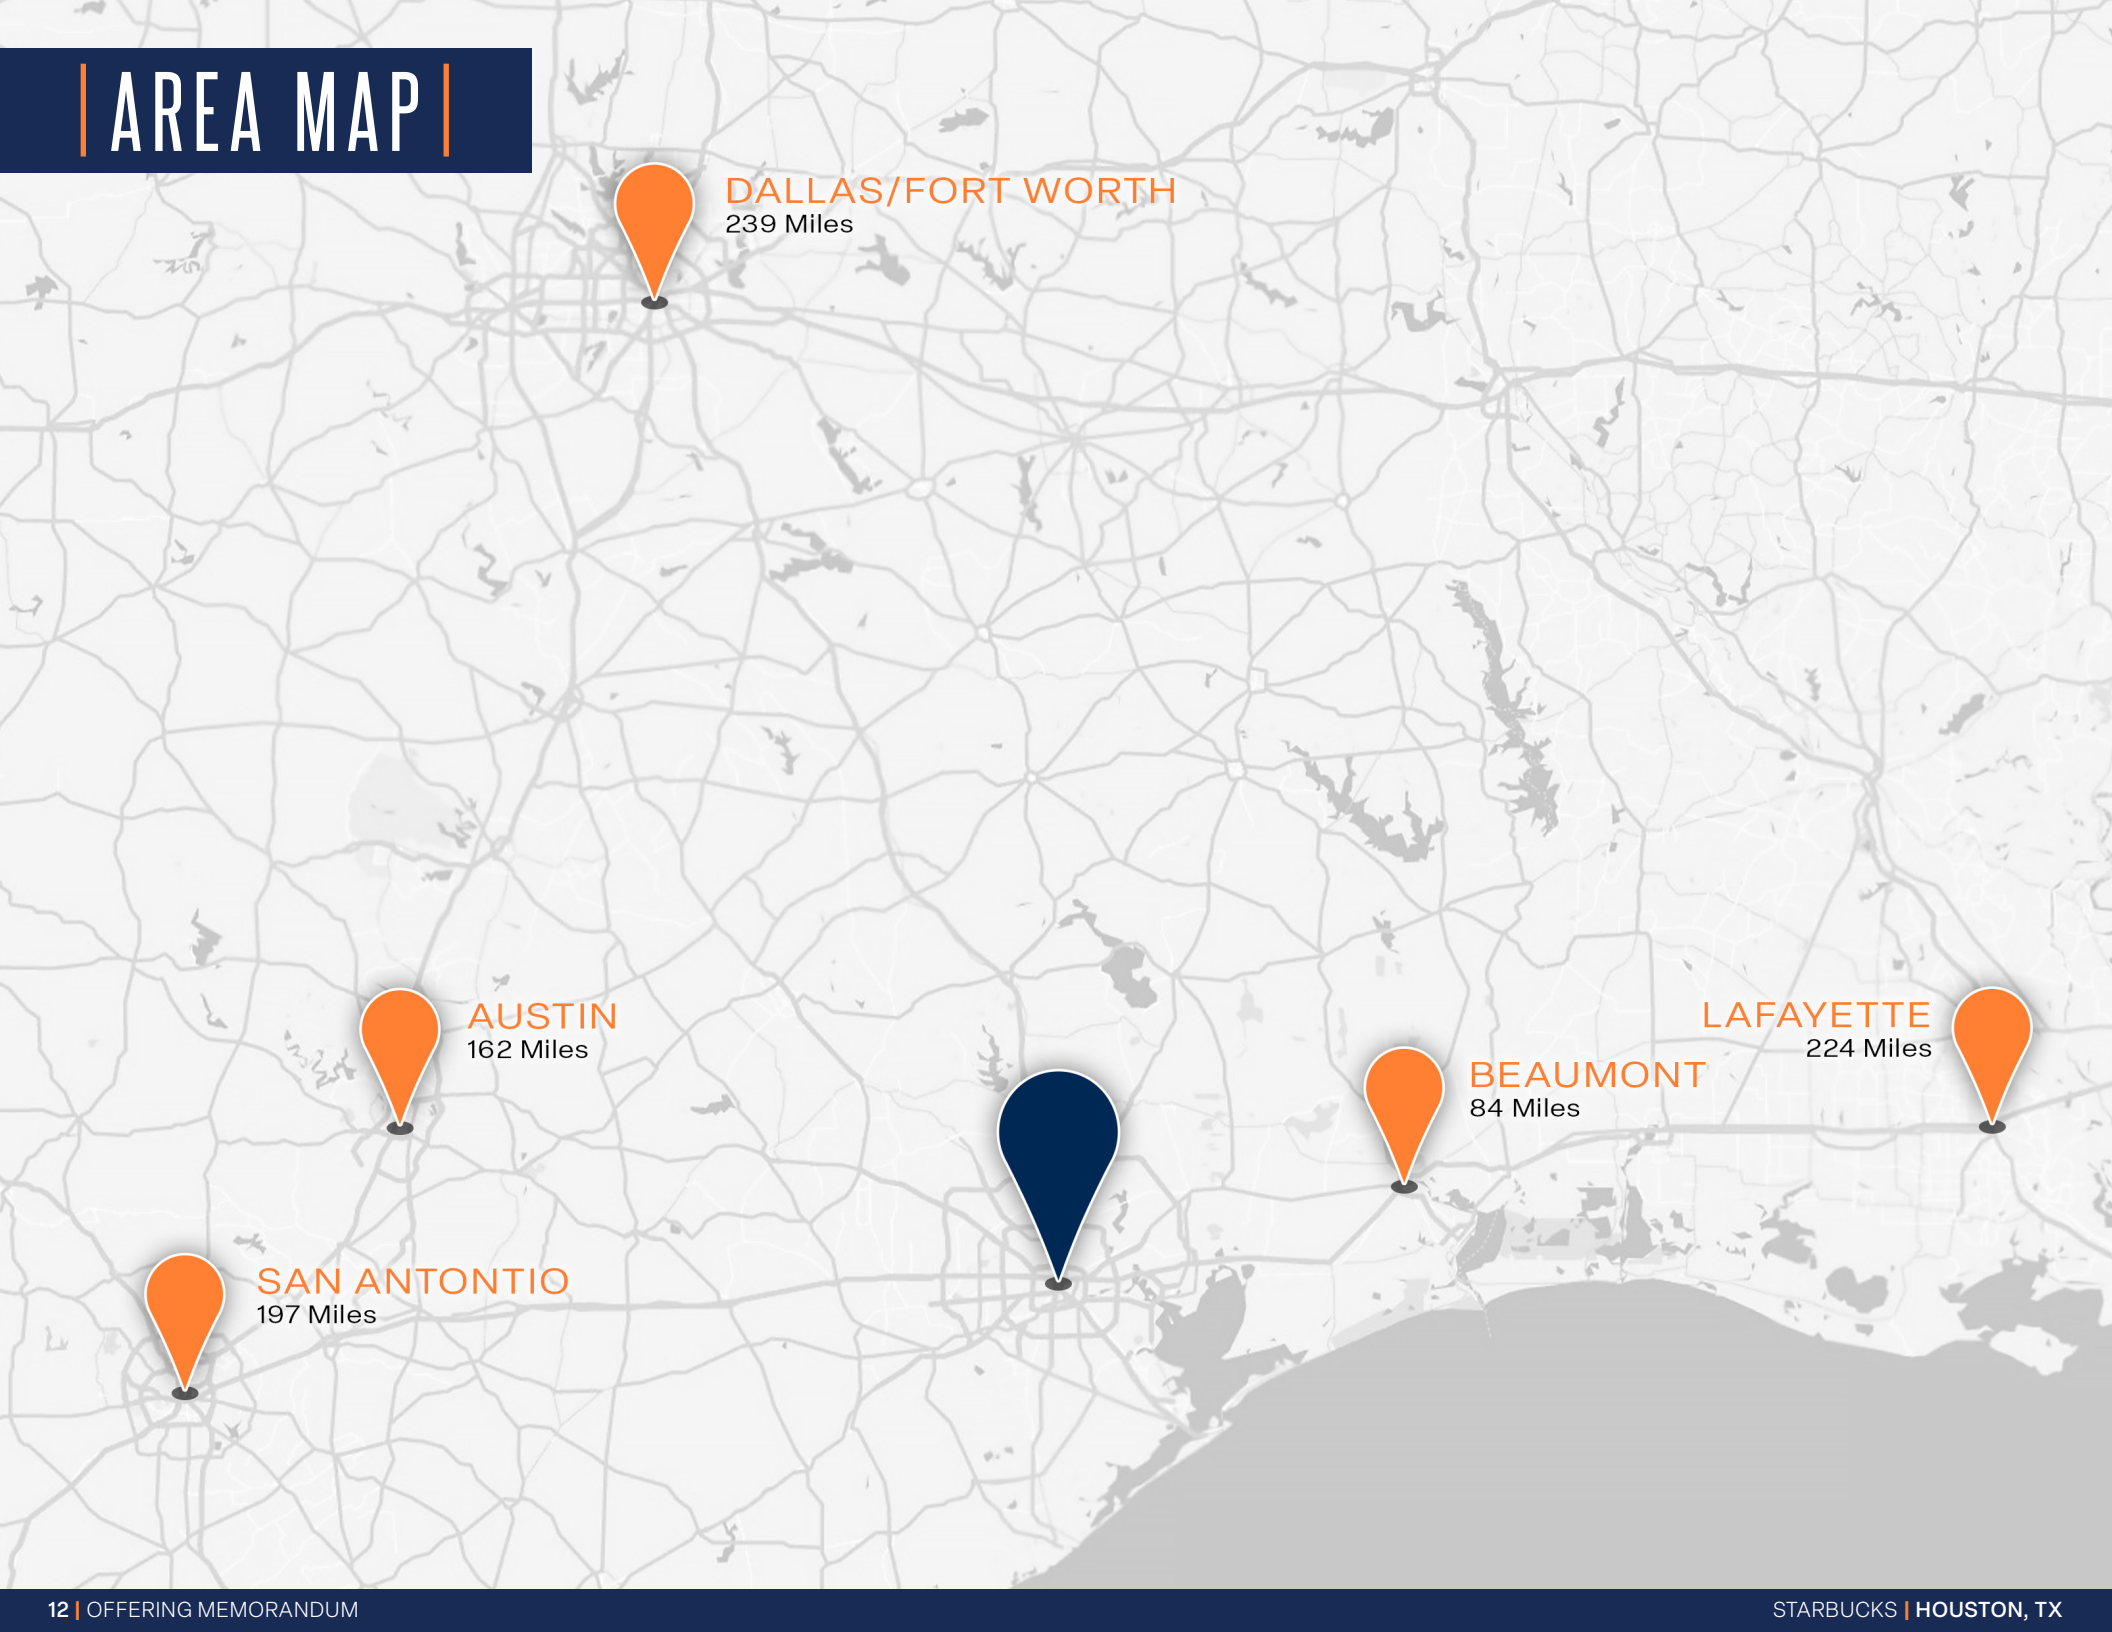 AREA MAP
DALLAS/FORT WORTH
239 Miles
AUSTIN
162 Miles
LAFAYETTE
224 Miles
BEAUMONT
84 Miles
SAN ANTONTIO
197 Miles
12 | OFFERING MEMORANDUM
STARBUCKS | HOUSTON, TX